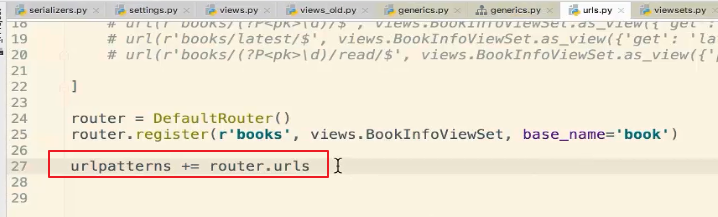 serializers.py settings.py views.py views_old.py generics.py generics.py urls.py viewsets.py
18 # url(r'books/(?P<pk>\d)/$', views.BookInfoViewSet.as_view({'get':
19 # url(r'books/latest/$', views.BookInfoViewSet.as_view({'get': 'la
20 # url(r'books/(?P<pk>\d)/read/$', views.BookInfoViewSet.as_view({'p
21
22 ]
23
24 router = DefaultRouter()
25 router.register(r'books', views.BookInfoViewSet, base_name='book')
26
27 urlpatterns += router.urls
28
29